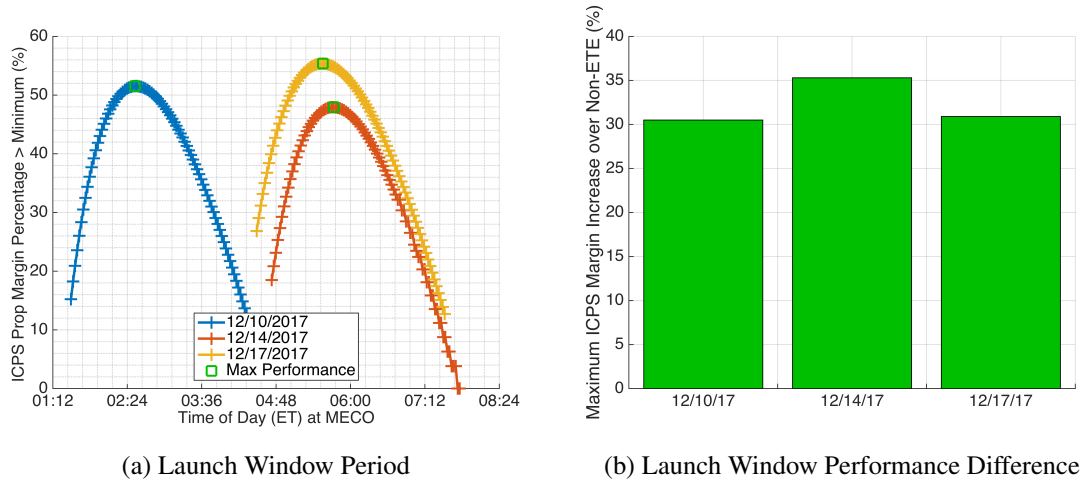 ICPS Prop Margin Percentage > Minimum (%)
60
50
40
30
20
10
0
01:12 02:24 03:36 04:48 06:00 07:12 08:24
Time of Day (ET) at MECO
12/10/2017
12/14/2017
12/17/2017
Max Performance
(a) Launch Window Period
Maximum ICPS Margin Increase over Non-ETE (%)
40
35
30
25
20
15
10
5
0
12/10/17 12/14/17 12/17/17
(b) Launch Window Performance Difference